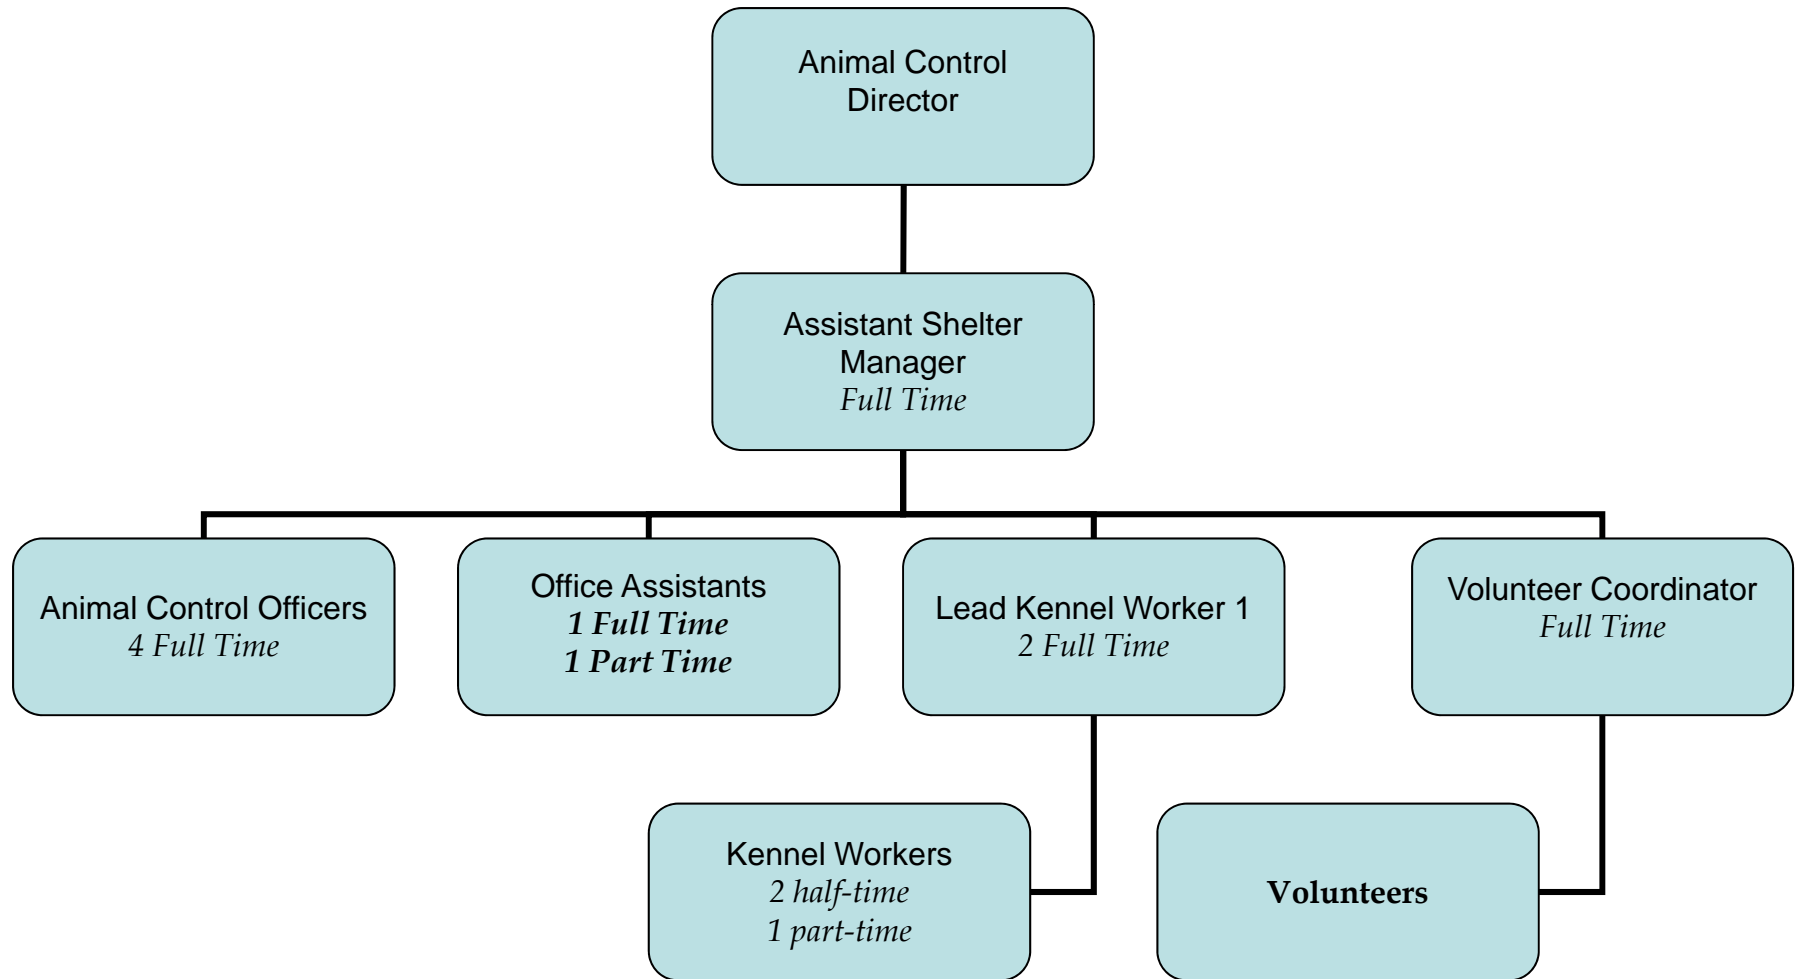 Animal Control
Director
Assistant Shelter
Manager
Full Time
Animal Control Officers
4 Full Time
Office Assistants
1 Full Time
1 Part Time
Lead Kennel Worker 1
2 Full Time
Volunteer Coordinator
Full Time
Kennel Workers
2 half-time
1 part-time
Volunteers